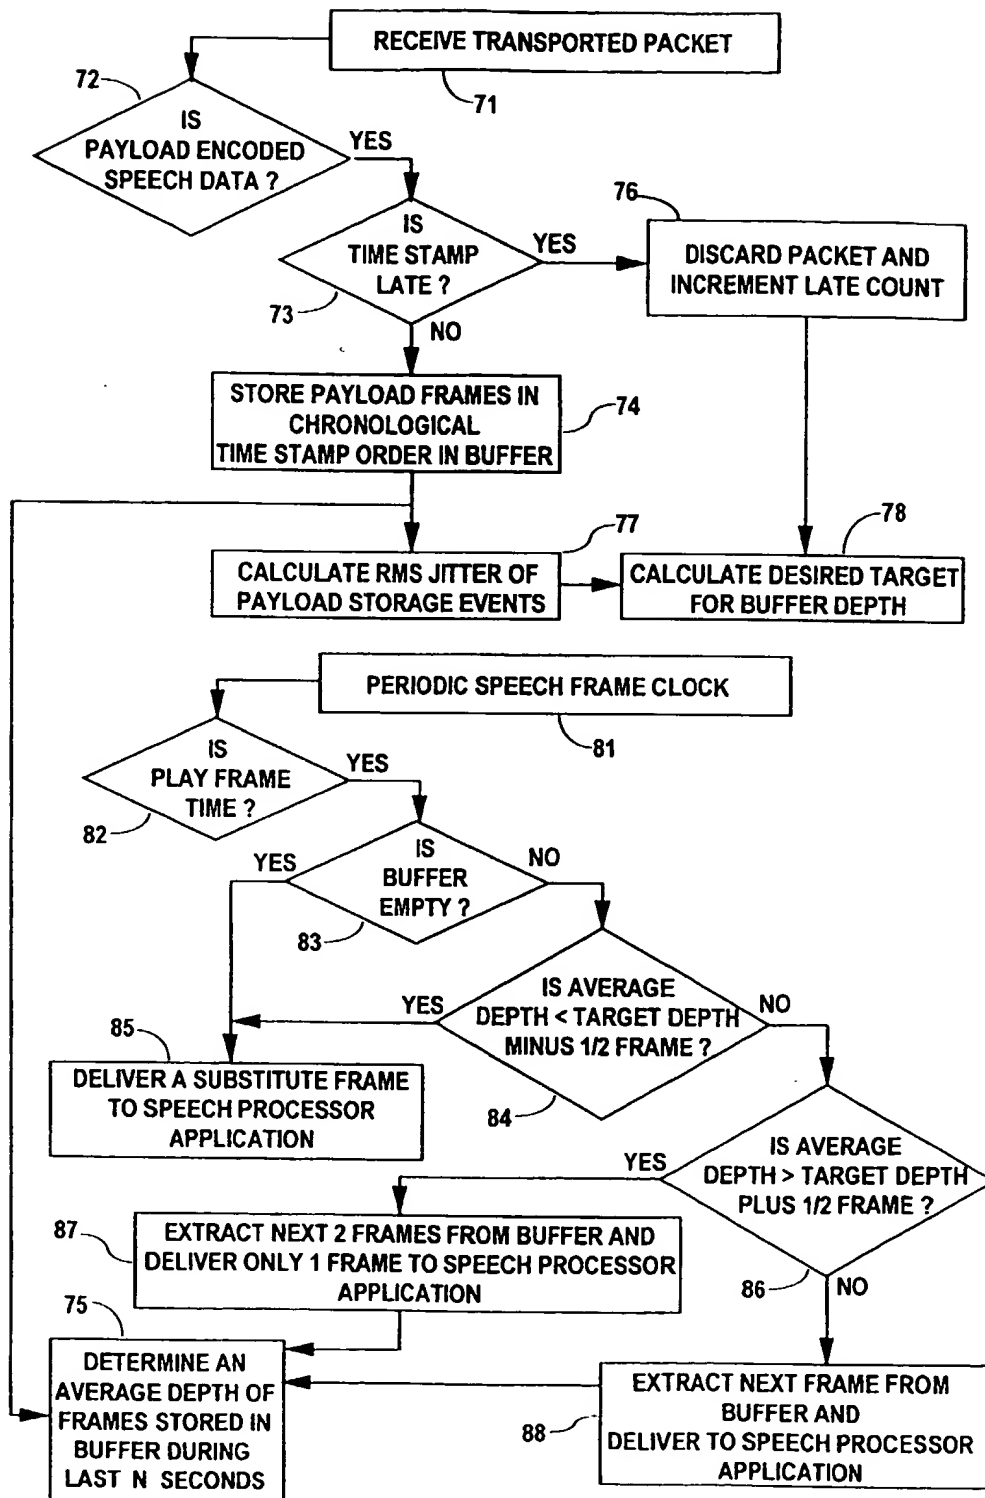 RECEIVE TRANSPORTED PACKET
71
72
IS
PAYLOAD ENCODED
SPEECH DATA ?
YES
IS
TIME STAMP
LATE ?
73
YES
NO
76
DISCARD PACKET AND
INCREMENT LATE COUNT
STORE PAYLOAD FRAMES IN
CHRONOLOGICAL
TIME STAMP ORDER IN BUFFER
74
77
CALCULATE RMS JITTER OF
PAYLOAD STORAGE EVENTS
78
CALCULATE DESIRED TARGET
FOR BUFFER DEPTH
PERIODIC SPEECH FRAME CLOCK
81
IS
PLAY FRAME
TIME ?
82
YES
IS
BUFFER
EMPTY ?
83
YES
NO
IS AVERAGE
DEPTH < TARGET DEPTH
MINUS 1/2 FRAME ?
84
YES
NO
85
DELIVER A SUBSTITUTE FRAME
TO SPEECH PROCESSOR
APPLICATION
IS AVERAGE
DEPTH > TARGET DEPTH
PLUS 1/2 FRAME ?
86
YES
NO
87
EXTRACT NEXT 2 FRAMES FROM BUFFER AND
DELIVER ONLY 1 FRAME TO SPEECH PROCESSOR
APPLICATION
75
DETERMINE AN
AVERAGE DEPTH OF
FRAMES STORED IN
BUFFER DURING
LAST N SECONDS
88
EXTRACT NEXT FRAME FROM
BUFFER AND
DELIVER TO SPEECH PROCESSOR
APPLICATION